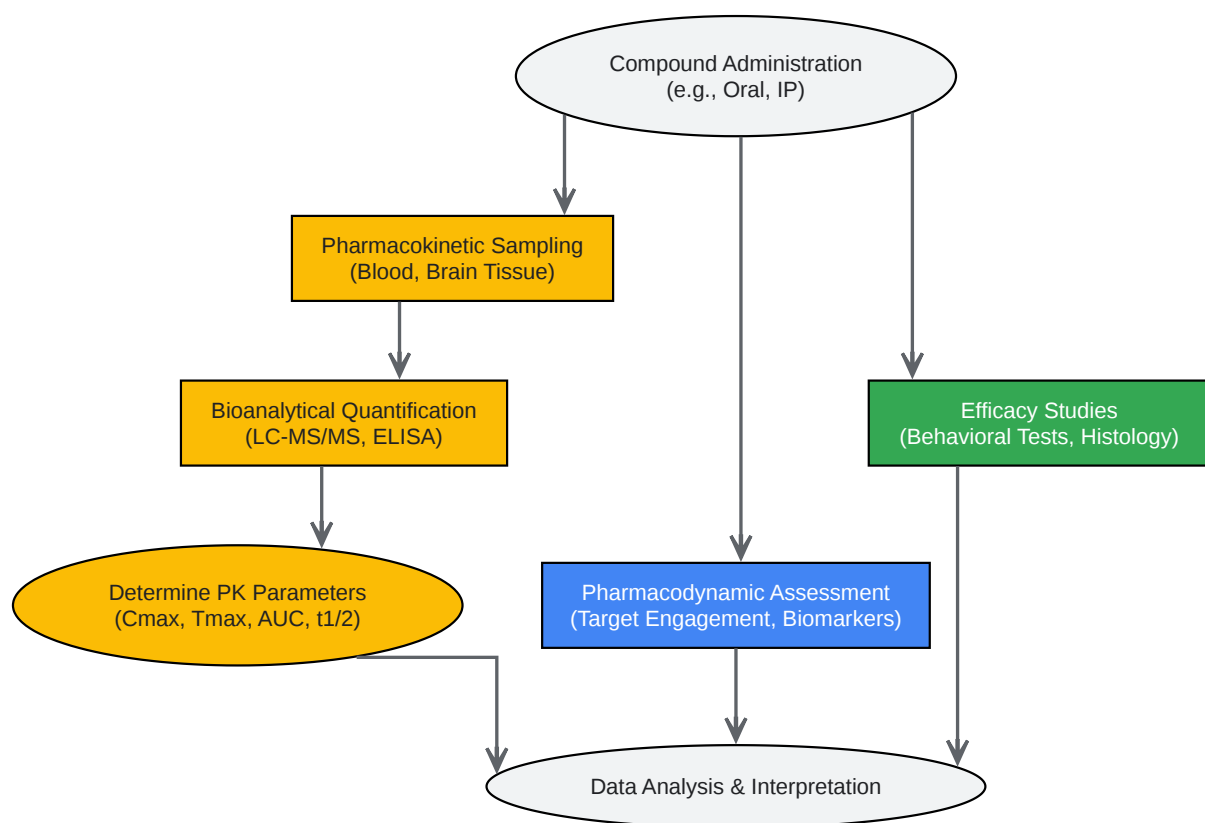 Compound Administration
(e.g., Oral, IP)
Pharmacokinetic Sampling
(Blood, Brain Tissue)
Bioanalytical Quantification
(LC-MS/MS, ELISA)
Efficacy Studies
(Behavioral Tests, Histology)
Determine PK Parameters
(Cmax, Tmax, AUC, t1/2)
Pharmacodynamic Assessment
(Target Engagement, Biomarkers)
Data Analysis & Interpretation